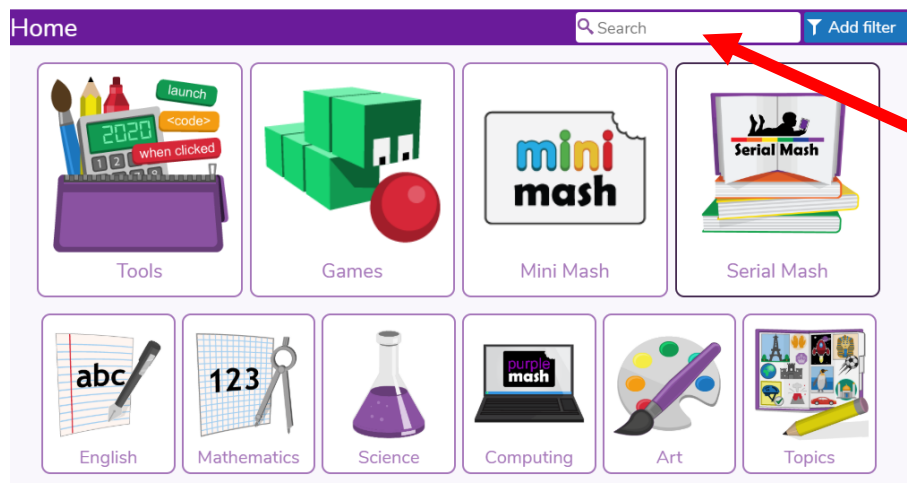 Home
Search
Add filter
launch
<code>
2020
when clicked
1 2
7
mini
mash
Serial Mash
Tools
Games
Mini Mash
Serial Mash
abc
123
purple
mash
English
Mathematics
Science
Computing
Art
Topics